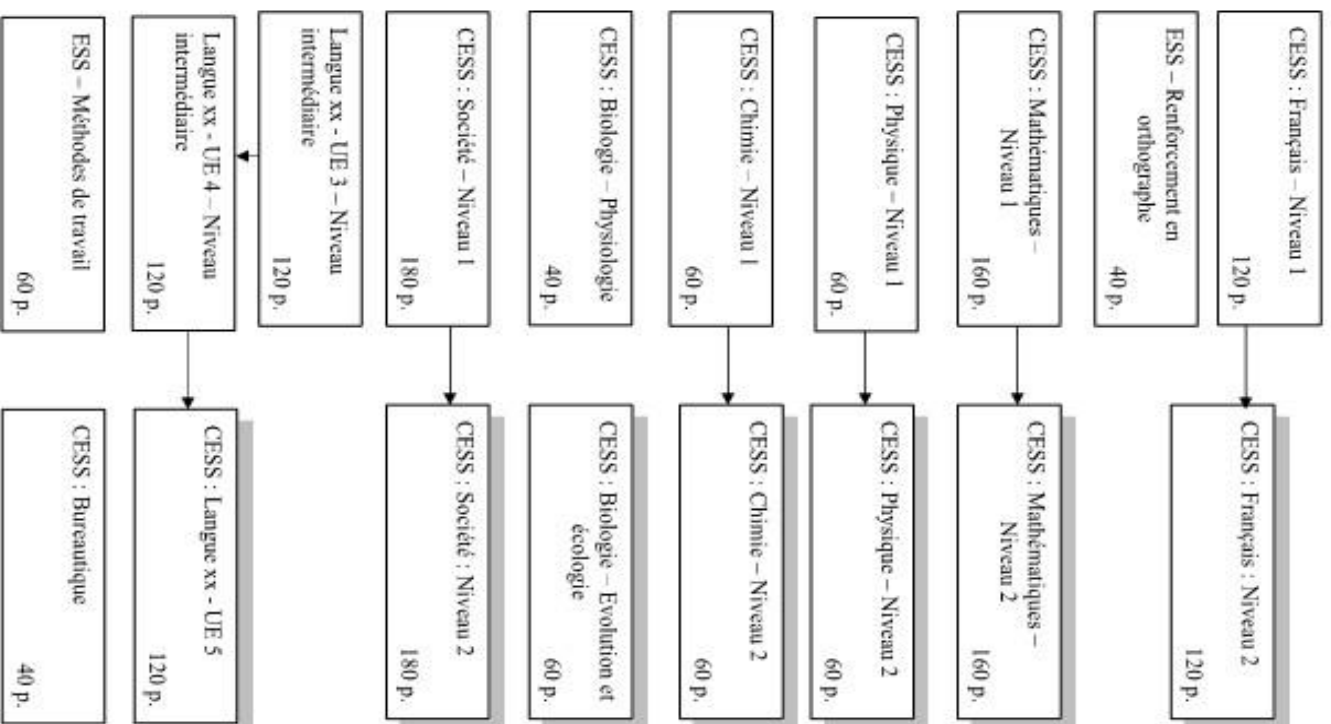 CESS : Français – Niveau 1
120 p.
CESS : Français : Niveau 2
120 p.
ESS – Renforcement en
orthographe
40 p.
CESS : Mathématiques –
Niveau 1
160 p.
CESS : Mathématiques –
Niveau 2
160 p.
CESS : Physique – Niveau 1
60 p.
CESS : Physique – Niveau 2
60 p.
CESS : Chimie – Niveau 1
60 p.
CESS : Chimie – Niveau 2
60 p.
CESS : Biologie – Physiologie
40 p.
CESS : Biologie – Evolution et
écologie
60 p.
CESS : Société – Niveau 1
180 p.
CESS : Société : Niveau 2
180 p.
Langue xx - UE 3 – Niveau
intermédiaire
120 p.
Langue xx - UE 4 – Niveau
intermédiaire
120 p.
CESS : Langue xx - UE 5
120 p.
ESS – Méthodes de travail
60 p.
CESS : Bureautique
40 p.